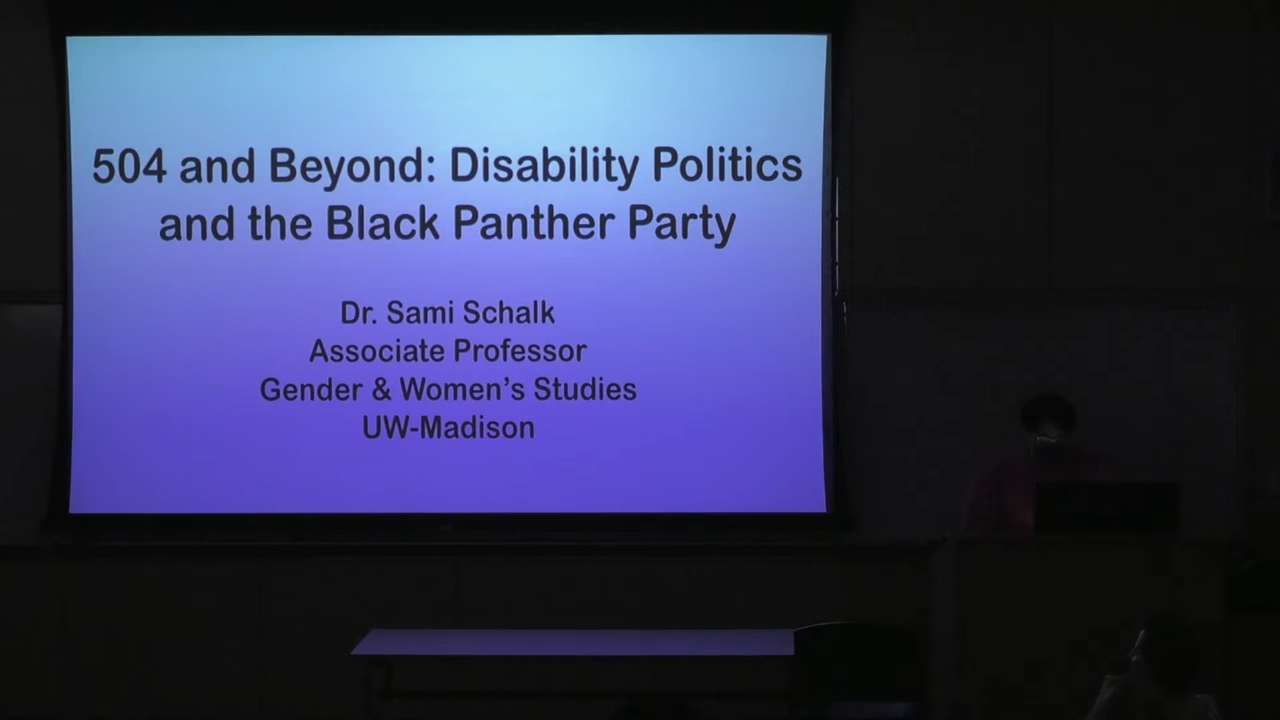 504 and Beyond: Disability Politics
and the Black Panther Party
Dr. Sami Schalk
Associate Professor
Gender & Women's Studies
UW-Madison